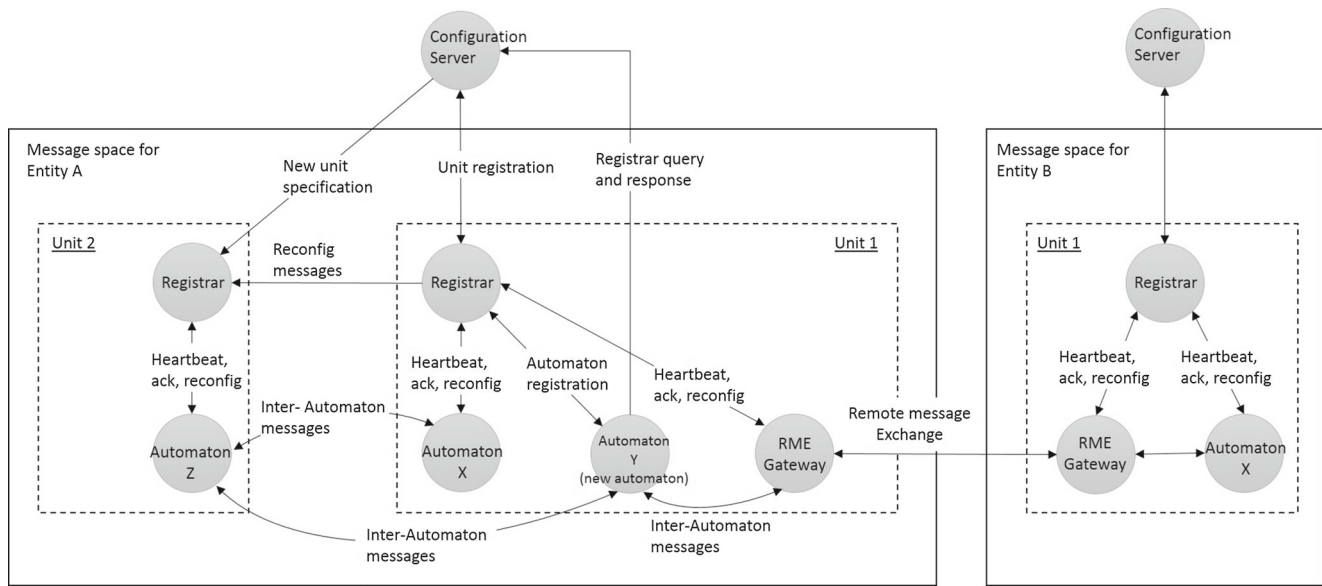 Configuration
Server
Configuration
Server
Message space for
Entity A
New unit
specification
Unit registration
Registrar query
and response
Message space for
Entity B
Unit 2
Unit 1
Unit 1
Registrar
Reconfig
messages
Registrar
Registrar
Heartbeat,
ack, reconfig
Heartbeat,
ack, reconfig
Automaton
registration
Heartbeat,
ack, reconfig
Heartbeat,
ack, reconfig
Heartbeat,
ack, reconfig
Inter- Automaton
messages
Remote message
Exchange
Automaton
Z
Automaton
X
Automaton
Y
(new automaton)
RME
Gateway
RME
Gateway
Automaton
X
Inter-Automaton
messages
Inter-Automaton
messages